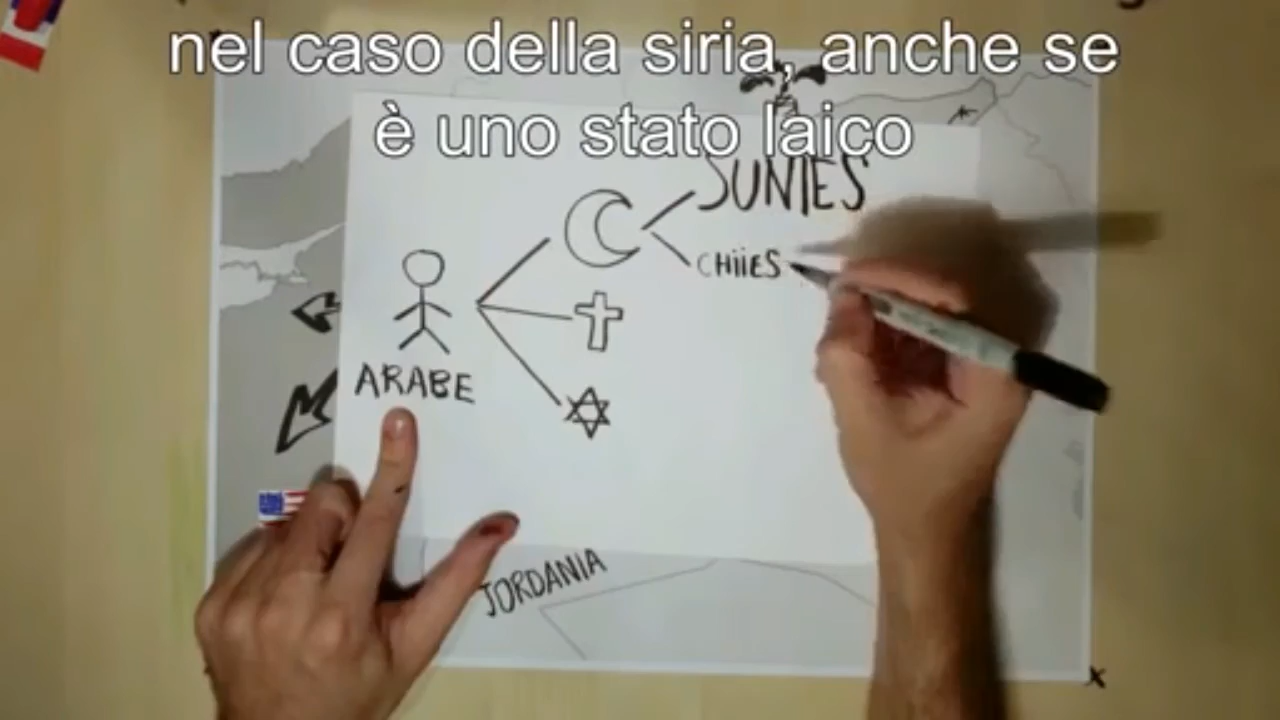 nel caso della siria, anche se
è uno stato laico
SUNIES
CHIIES
ARABE
JORDANIA